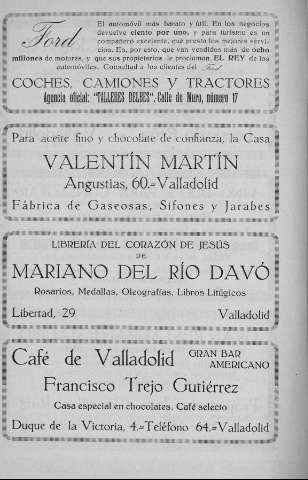 Ford
El automóvil más barato y útil. En los negocios
devuelve ciento por uno, y para turismo es un
compañero excelente, que presta los mejores servi-
cios. Es, por esto, que van vendidos más de ocho
millones de motores, y que sus propietarios le proclaman EL REY de los
automóviles. Consultad a los clientes del Ford
COCHES, CAMIONES Y TRACTORES
Agencia oficial: "TALLERES DELBES".-Calle de Muro, número 17
Para aceite fino y chocolate de confianza, la Casa
VALENTÍN MARTÍN
Angustias, 60.=Valladolid
Fábrica de Gaseosas, Sifones y Jarabes
LIBRERÍA DEL CORAZÓN DE JESÚS
DE
MARIANO DEL RÍO DAVÓ
Rosarios, Medallas, Oleografías, Libros Litúgicos
Libertad, 29 Valladolid
Café de Valladolid GRAN BAR
AMERICANO
Francisco Trejo Gutiérrez
Casa especial en chocolates. Café selecto
Duque de la Victoria, 4.=Teléfono 64.=Valladolid